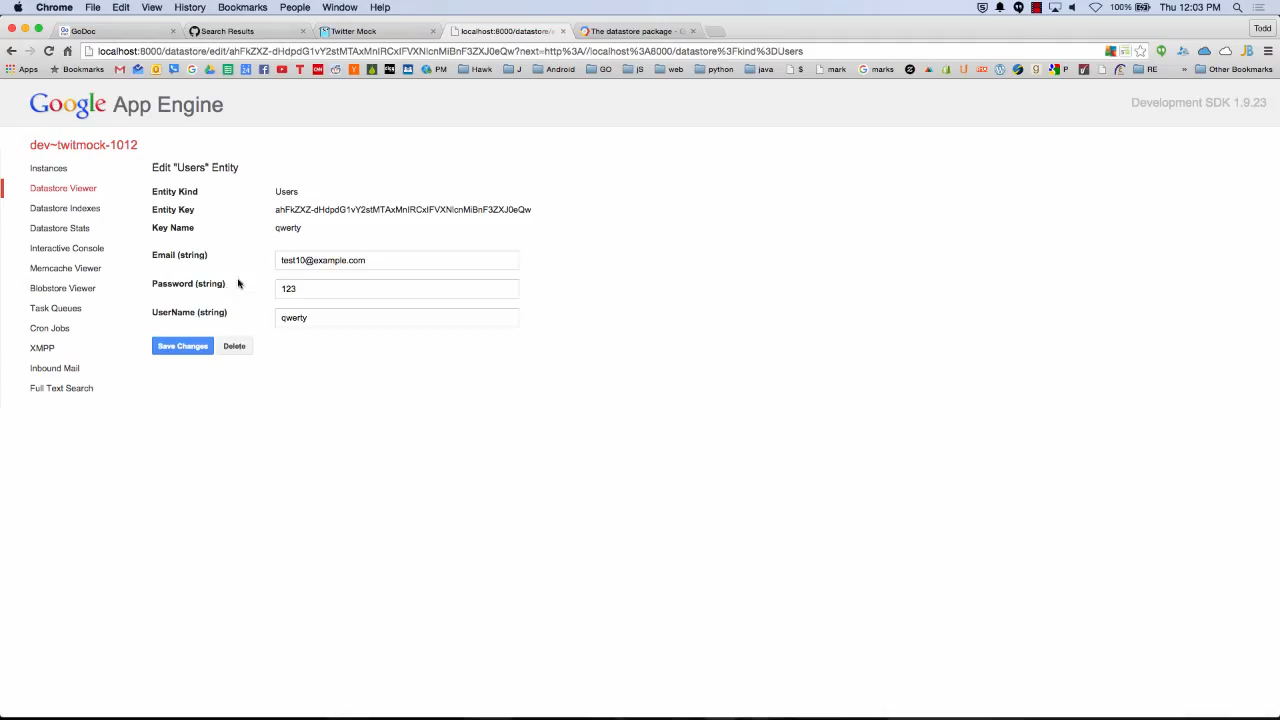 Chrome File Edit View History Bookmarks People Window Help 100% Thu 12:03 PM
GoDoc Search Results Twitter Mock localhost:8000/datastore/ The datastore package - G Todd
localhost:8000/datastore/edit/ahFkZXZ-dHdpdG1vY2stMTAxMnIRCxIFVXNlcnMiBnF3ZXJ0eQw?next=http%3A//localhost%3A8000/datastore%3Fkind%3DUsers
Apps Bookmarks PM Hawk J Android GO jS web python java $ mark marks P RE » Other Bookmarks
Google App Engine
Development SDK 1.9.23
dev~twitmock-1012
Instances
Datastore Viewer
Datastore Indexes
Datastore Stats
Interactive Console
Memcache Viewer
Blobstore Viewer
Task Queues
Cron Jobs
XMPP
Inbound Mail
Full Text Search
Edit "Users" Entity
Entity Kind Users
Entity Key ahFkZXZ-dHdpdG1vY2stMTAxMnIRCxIFVXNlcnMiBnF3ZXJ0eQw
Key Name qwerty
Email (string) test10@example.com
Password (string) 123
UserName (string) qwerty
Save Changes Delete